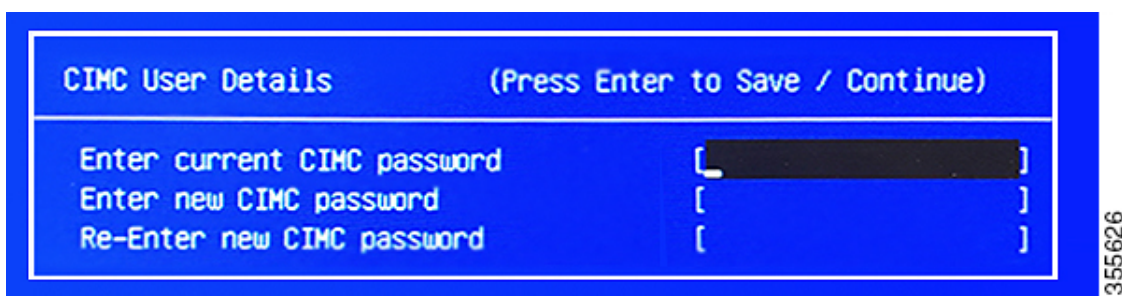 CIMC User Details (Press Enter to Save / Continue)
Enter current CIMC password [ ]
Enter new CIMC password [ ]
Re-Enter new CIMC password [ ]
355626